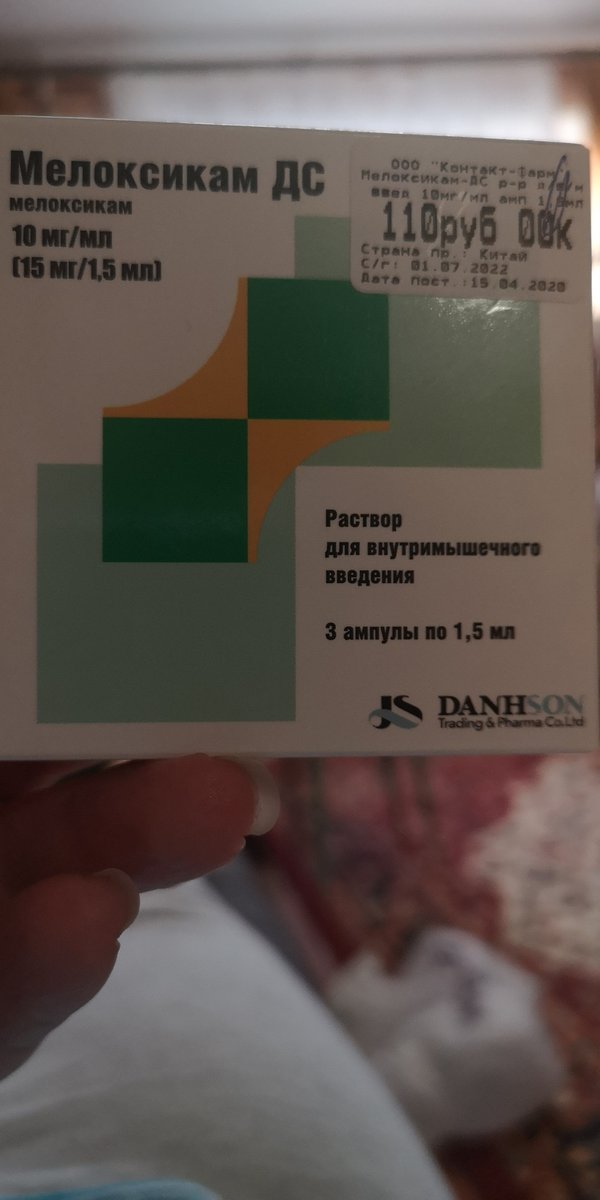 Мелоксикам ДС
мелоксикам
10 мг/мл
(15 мг/1,5 мл)
ООО "Контакт-Фарм
Мелоксикам-ДС р-р
введ 10мг/мл амп
110руб 00к
Страна пр.: Китай
С/г: 01.07.2022
Дата пост.:15.04.2020
Раствор
для внутримышечного
введения
3 ампулы по 1,5 мл
DANHSON
Trading & Pharma Co.Ltd